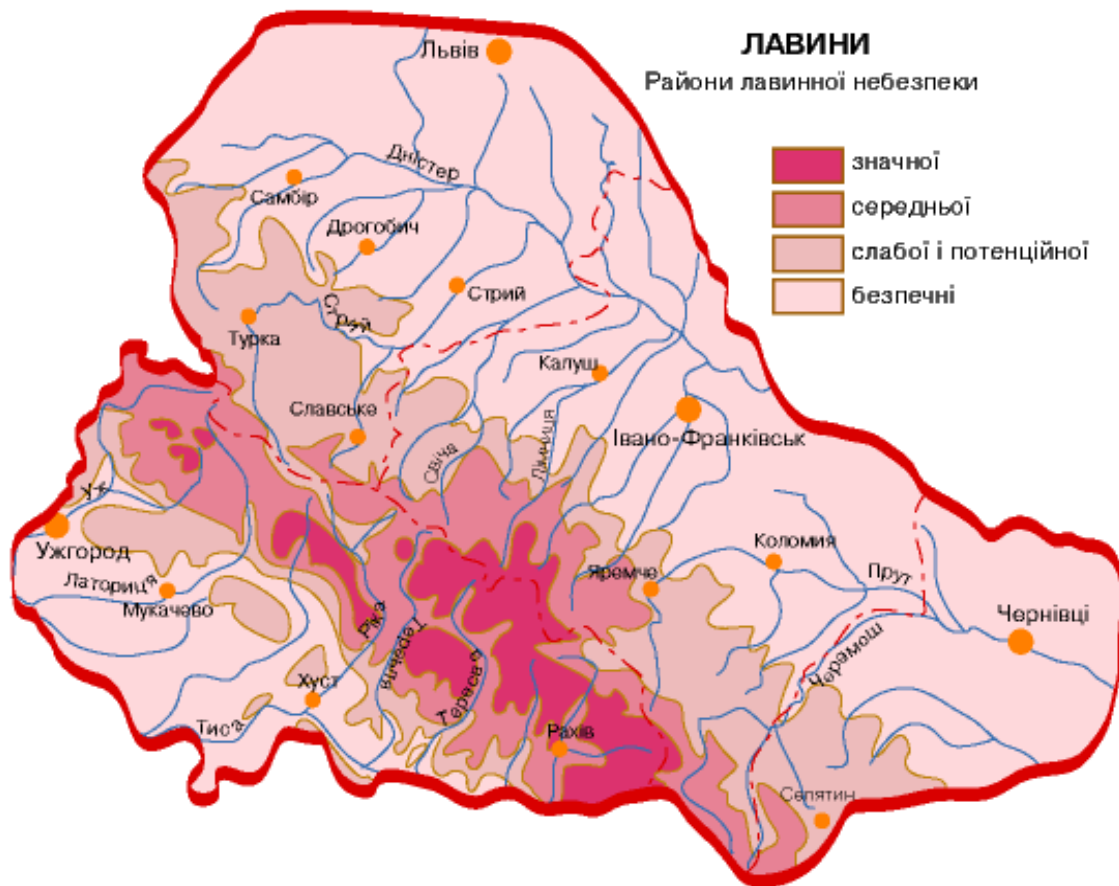 ЛАВИНИ
Райони лавинної небезпеки
значної
середньої
слабої і потенційної
безпечні
Львів
Дністер
Самбір
Дрогобич
Стрий
Стрий
Турка
Калуш
Славське
Івано-Франківськ
Свіча
Лімниця
Уж
Ужгород
Латориця
Мукачево
Коломия
Яремче
Прут
Чернівці
Ріка
Теребля
Тересва
Черемош
Хуст
Тиса
Рахів
Селятин